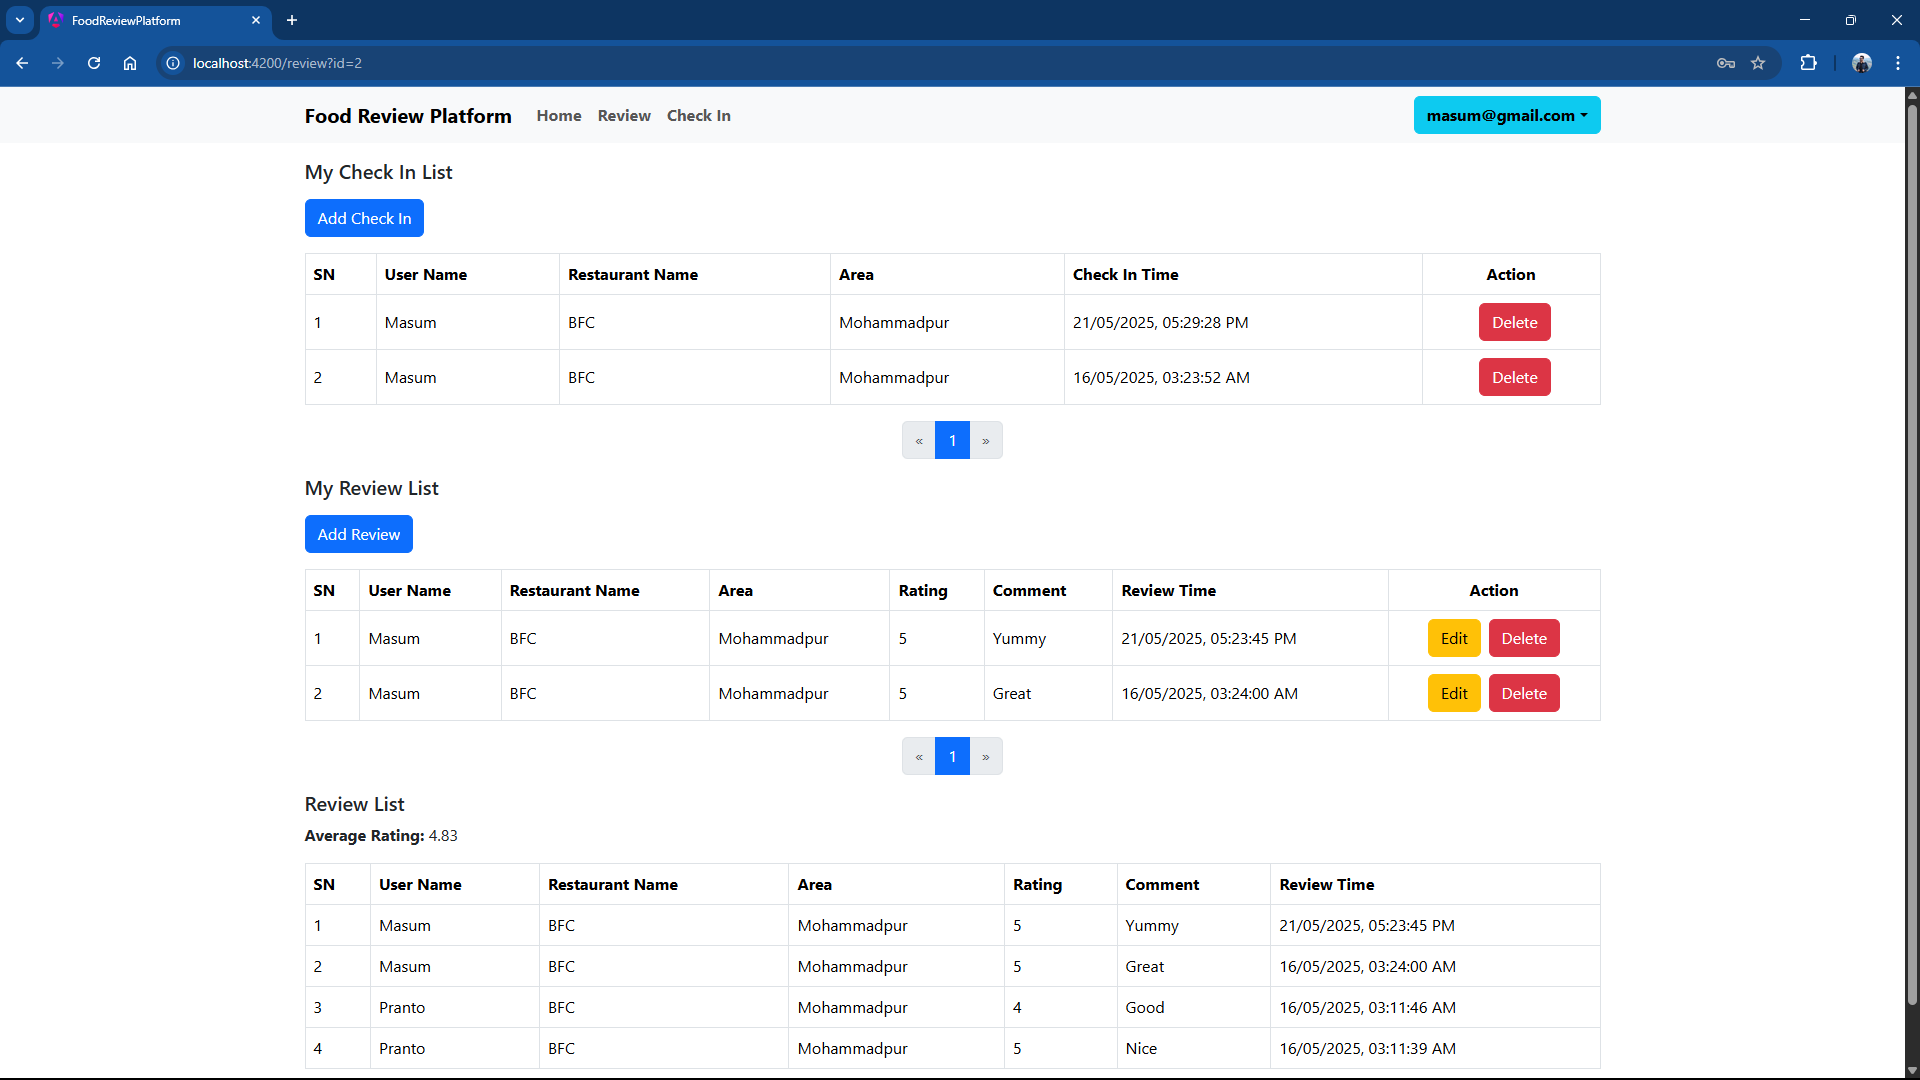 FoodReviewPlatform
localhost:4200/review?id=2
Food Review Platform Home Review Check In masum@gmail.com
My Check In List
Add Check In
SN User Name Restaurant Name Area Check In Time Action
1 Masum BFC Mohammadpur 21/05/2025, 05:29:28 PM Delete
2 Masum BFC Mohammadpur 16/05/2025, 03:23:52 AM Delete
« 1 »
My Review List
Add Review
SN User Name Restaurant Name Area Rating Comment Review Time Action
1 Masum BFC Mohammadpur 5 Yummy 21/05/2025, 05:23:45 PM Edit Delete
2 Masum BFC Mohammadpur 5 Great 16/05/2025, 03:24:00 AM Edit Delete
« 1 »
Review List
Average Rating: 4.83
SN User Name Restaurant Name Area Rating Comment Review Time
1 Masum BFC Mohammadpur 5 Yummy 21/05/2025, 05:23:45 PM
2 Masum BFC Mohammadpur 5 Great 16/05/2025, 03:24:00 AM
3 Pranto BFC Mohammadpur 4 Good 16/05/2025, 03:11:46 AM
4 Pranto BFC Mohammadpur 5 Nice 16/05/2025, 03:11:39 AM